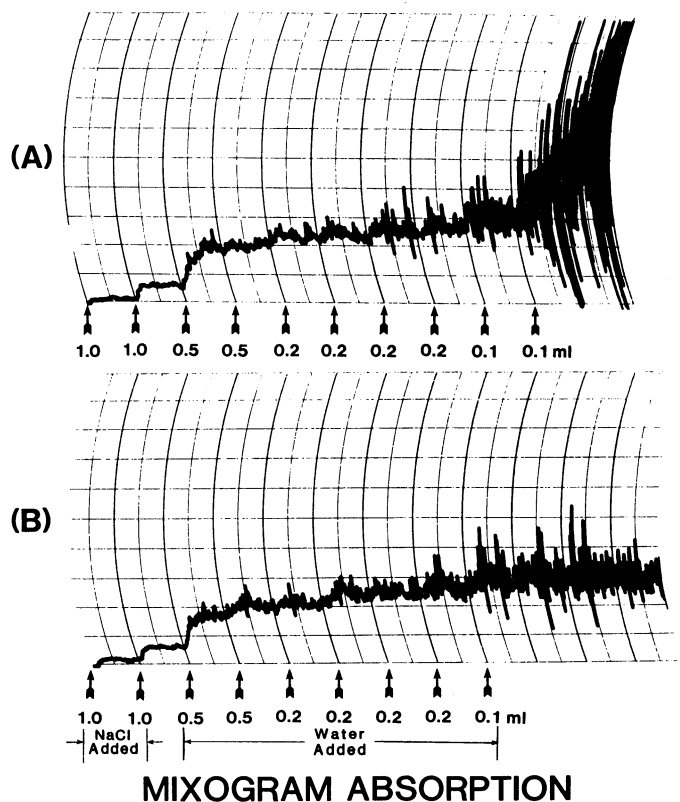 (A)
1.0 1.0 0.5 0.5 0.2 0.2 0.2 0.2 0.1 0.1 ml
(B)
1.0 1.0 0.5 0.5 0.2 0.2 0.2 0.2 0.1 ml
NaCl Water
Added Added
MIXOGRAM ABSORPTION